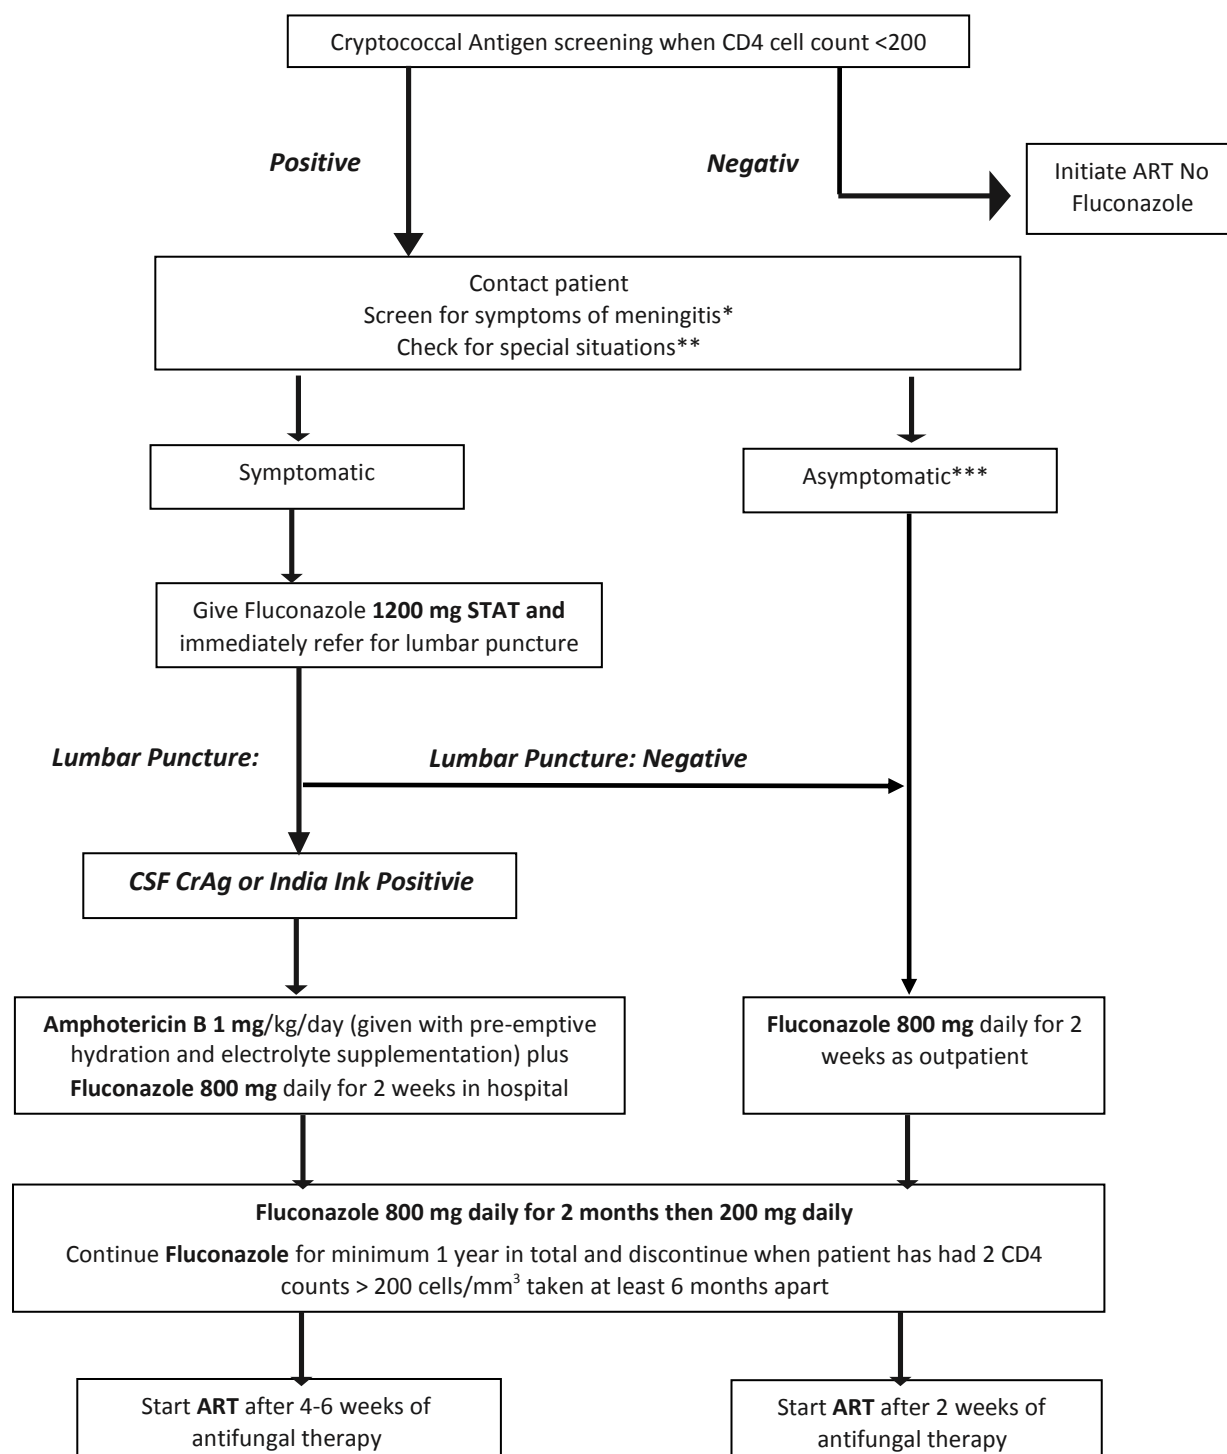 Cryptococcal Antigen screening when CD4 cell count <200
Positive
Negativ
Initiate ART No
Fluconazole
Contact patient
Screen for symptoms of meningitis*
Check for special situations**
Symptomatic
Asymptomatic***
Give Fluconazole 1200 mg STAT and
immediately refer for lumbar puncture
Lumbar Puncture:
Lumbar Puncture: Negative
CSF CrAg or India Ink Positivie
Amphotericin B 1 mg/kg/day (given with pre-emptive
hydration and electrolyte supplementation) plus
Fluconazole 800 mg daily for 2 weeks in hospital
Fluconazole 800 mg daily for 2
weeks as outpatient
Fluconazole 800 mg daily for 2 months then 200 mg daily
Continue Fluconazole for minimum 1 year in total and discontinue when patient has had 2 CD4
counts > 200 cells/mm³ taken at least 6 months apart
Start ART after 4-6 weeks of
antifungal therapy
Start ART after 2 weeks of
antifungal therapy